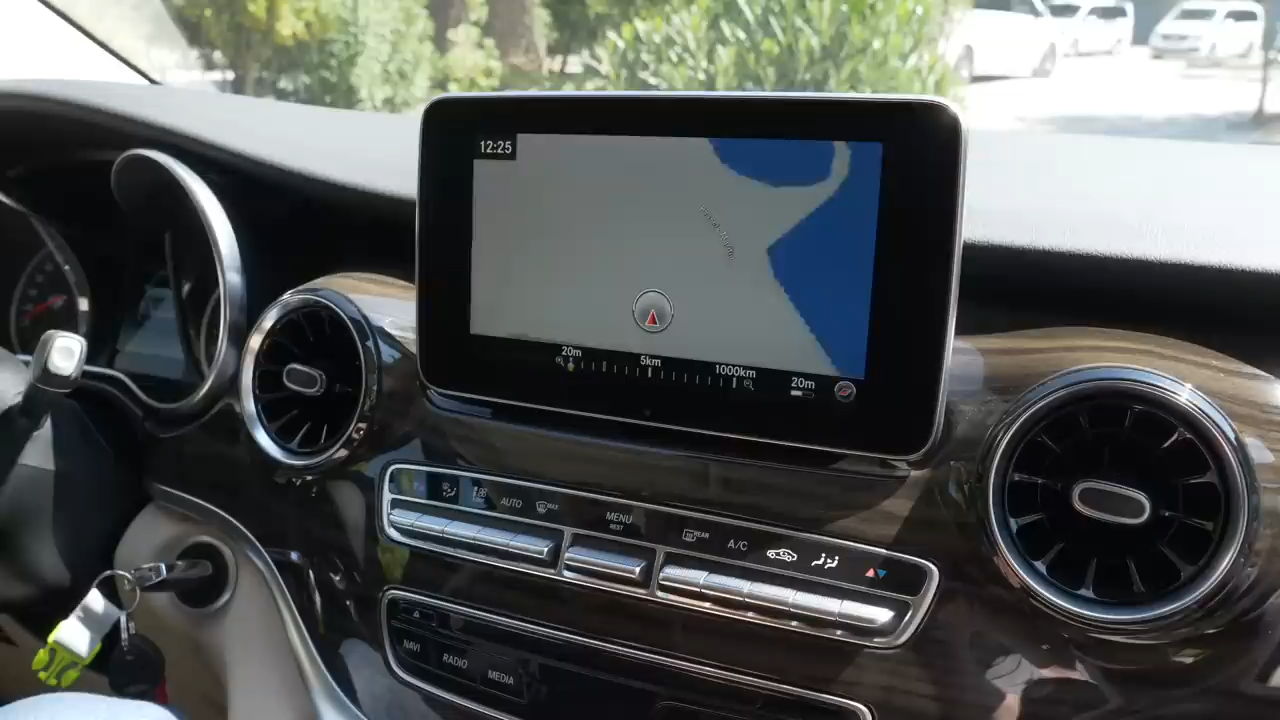 12:25
20m
5km
1000km
20m
AUTO
MAX
MENU
REST
REAR
A/C
NAVI
RADIO
MEDIA